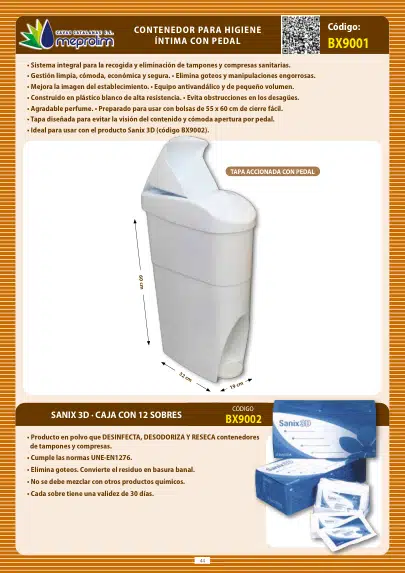 CAYRO CATALANAS S.L.
meprolim
CONTENEDOR PARA HIGIENE
ÍNTIMA CON PEDAL
Código:
BX9001
• Sistema integral para la recogida y eliminación de tampones y compresas sanitarias.
• Gestión limpia, cómoda, económica y segura. • Elimina goteos y manipulaciones engorrosas.
• Mejora la imagen del establecimiento. • Equipo antivandálico y de pequeño volumen.
• Construido en plástico blanco de alta resistencia. • Evita obstrucciones en los desagües.
• Agradable perfume. • Preparado para usar con bolsas de 55 x 60 cm de cierre fácil.
• Tapa diseñada para evitar la visión del contenido y cómoda apertura por pedal.
• Ideal para usar con el producto Sanix 3D (código BX9002).
TAPA ACCIONADA CON PEDAL
69 cm
52 cm
19 cm
SANIX 3D · CAJA CON 12 SOBRES
CÓDIGO
BX9002
• Producto en polvo que DESINFECTA, DESODORIZA Y RESECA contenedores
de tampones y compresas.
• Cumple las normas UNE-EN1276.
• Elimina goteos. Convierte el residuo en basura banal.
• No se debe mezclar con otros productos químicos.
• Cada sobre tiene una validez de 30 días.
Sanix3D
44